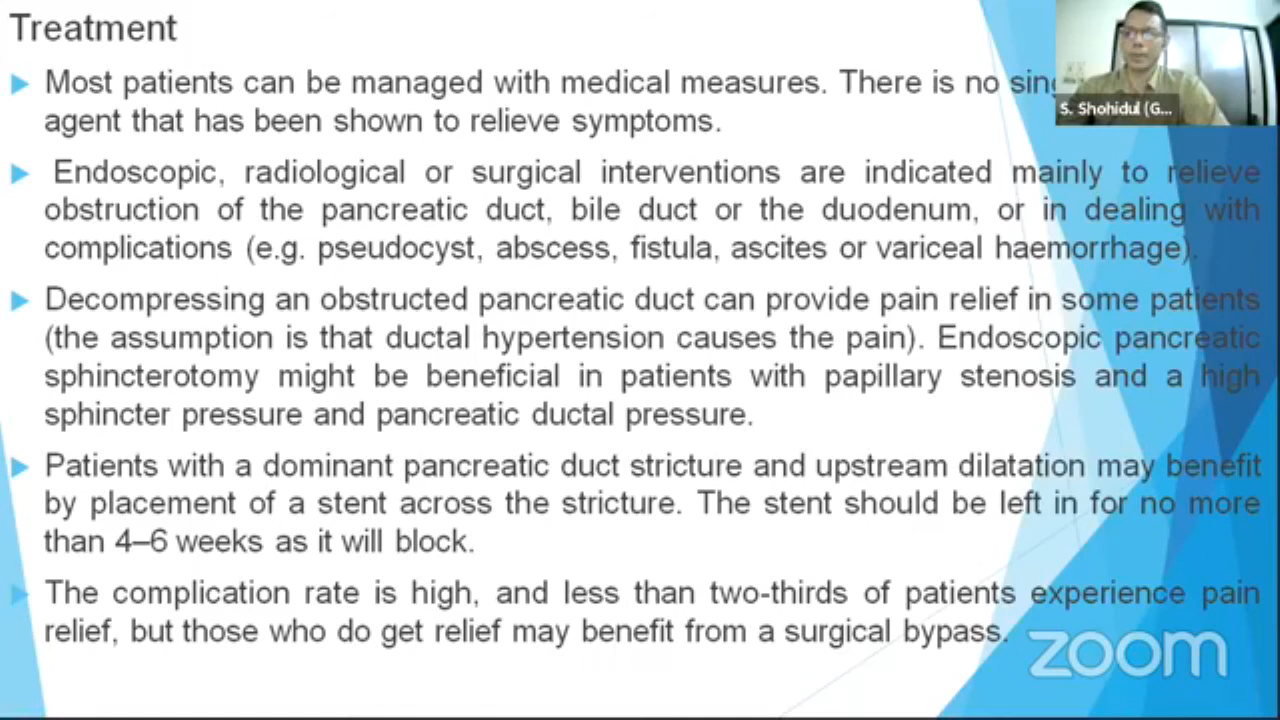 Treatment
Most patients can be managed with medical measures. There is no
agent that has been shown to relieve symptoms.
Endoscopic, radiological or surgical interventions are indicated mainly to relieve
obstruction of the pancreatic duct, bile duct or the duodenum, or in dealing with
complications (e.g. pseudocyst, abscess, fistula, ascites or variceal haemorrhage).
Decompressing an obstructed pancreatic duct can provide pain relief in some patients
(the assumption is that ductal hypertension causes the pain). Endoscopic pancreatic
sphincterotomy might be beneficial in patients with papillary stenosis and a high
sphincter pressure and pancreatic ductal pressure.
Patients with a dominant pancreatic duct stricture and upstream dilatation may benefit
by placement of a stent across the stricture. The stent should be left in for no more
than 4–6 weeks as it will block.
The complication rate is high, and less than two-thirds of patients experience pain
relief, but those who do get relief may benefit from a surgical bypass.
S. Shohidul (G...
zoom